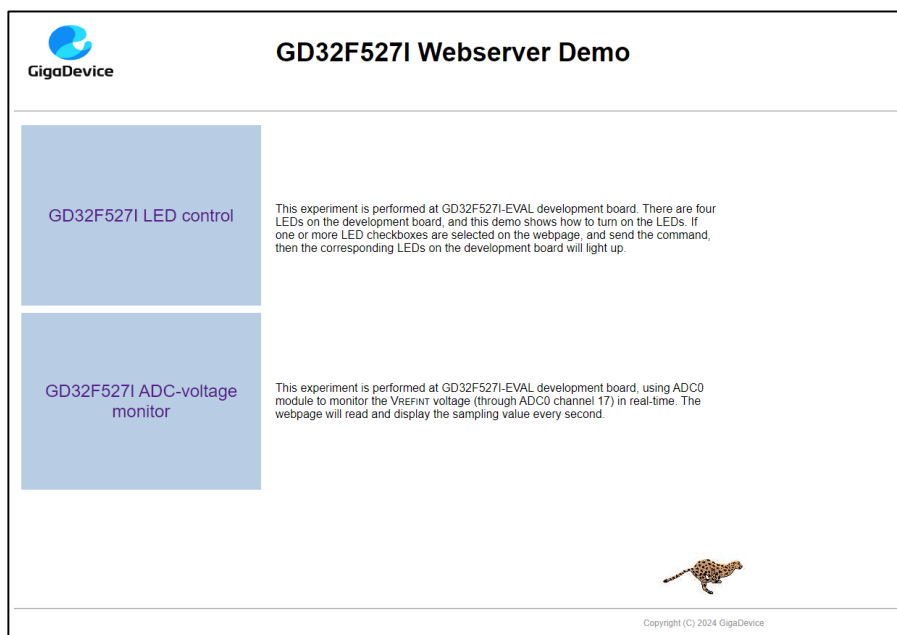 GigaDevice
GD32F527I Webserver Demo
GD32F527I LED control
This experiment is performed at GD32F527I-EVAL development board. There are four
LEDs on the development board, and this demo shows how to turn on the LEDs. If
one or more LED checkboxes are selected on the webpage, and send the command,
then the corresponding LEDs on the development board will light up.
GD32F527I ADC-voltage
monitor
This experiment is performed at GD32F527I-EVAL development board, using ADC0
module to monitor the VREFINT voltage (through ADC0 channel 17) in real-time. The
webpage will read and display the sampling value every second.
Copyright (C) 2024 GigaDevice